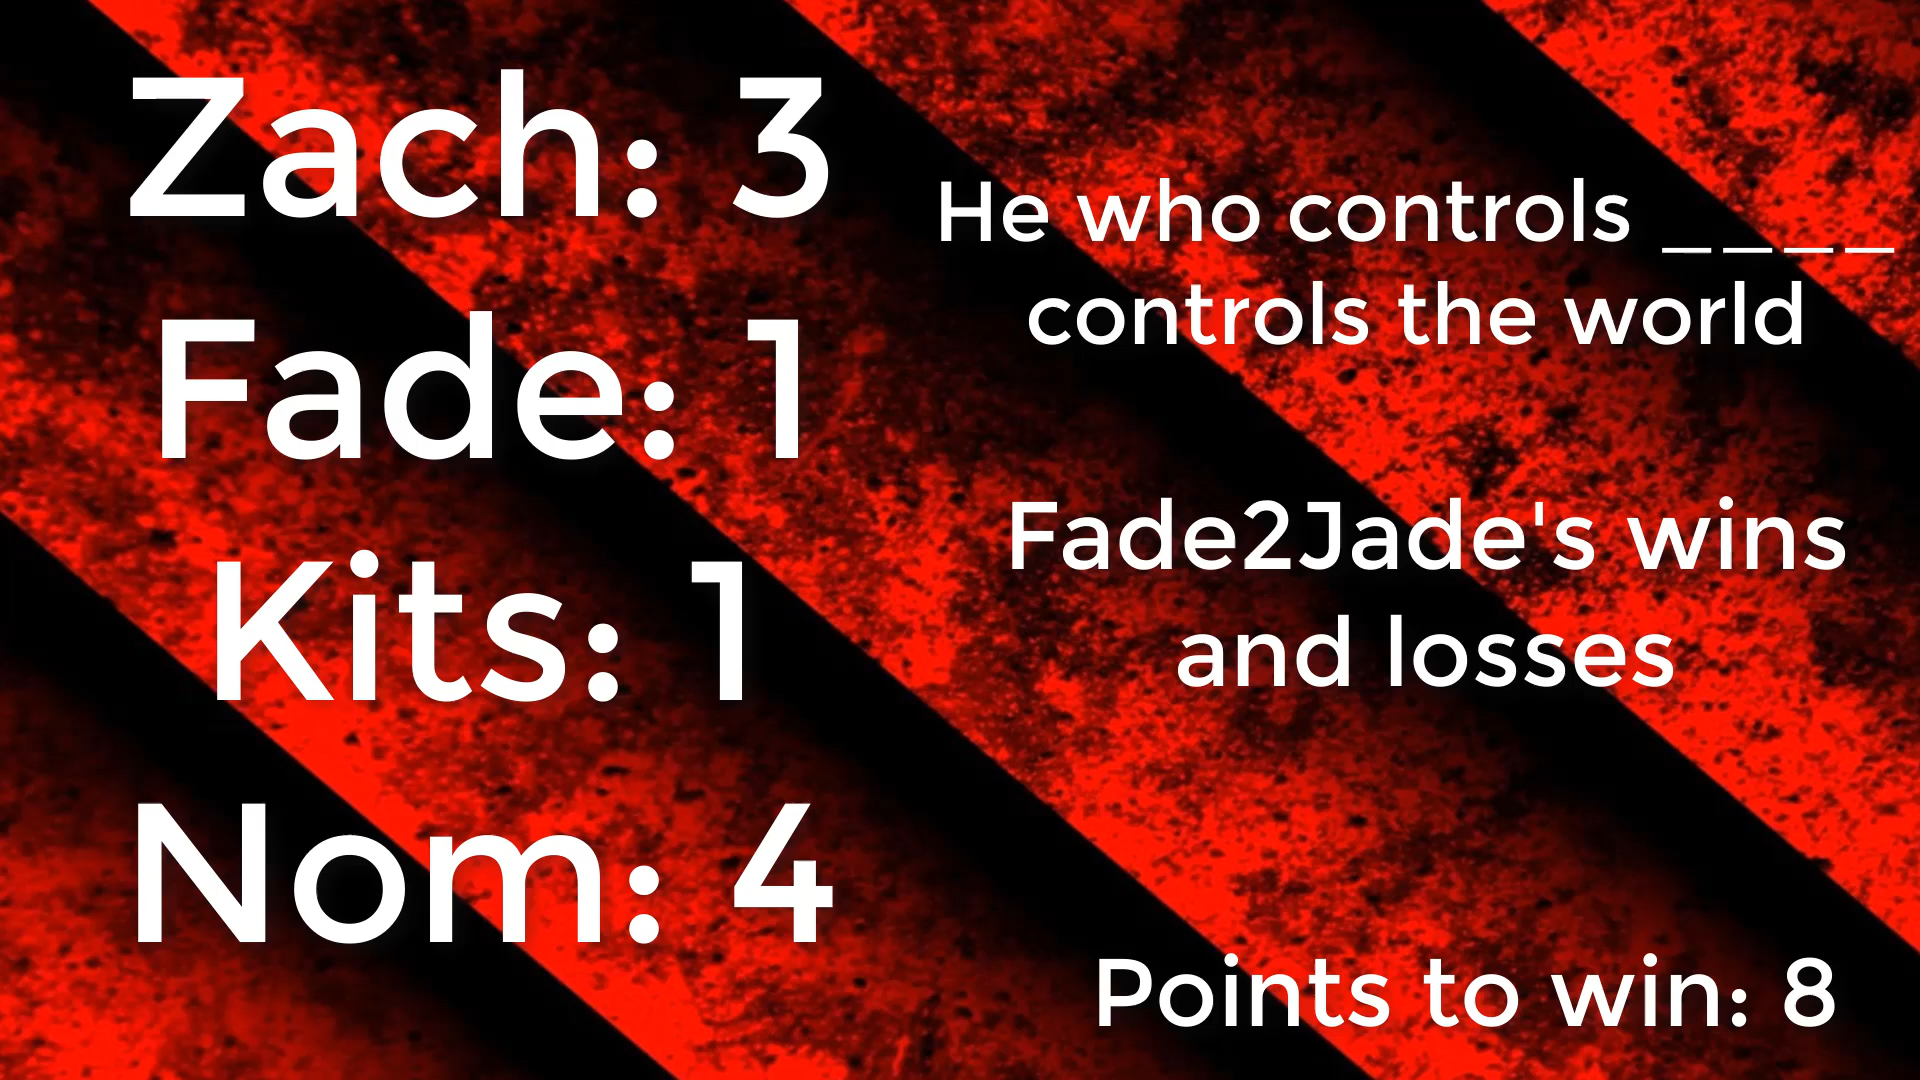 Zach: 3
Fade: 1
Kits: 1
Nom: 4
He who controls ____
controls the world
Fade2Jade's wins
and losses
Points to win: 8